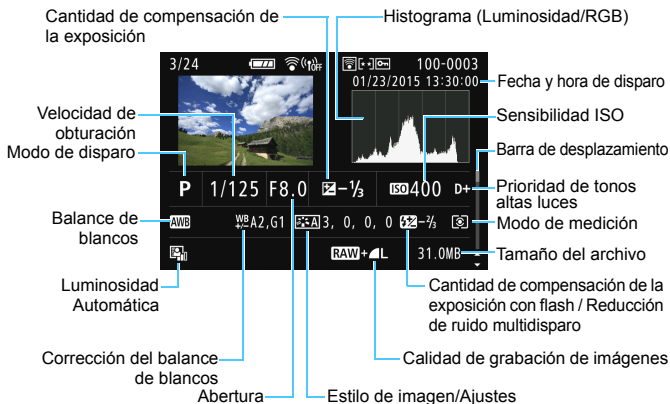 Cantidad de compensación de
la exposición
Histograma (Luminosidad/RGB)
3/24
OFF
100-0003
01/23/2015 13:30:00
Fecha y hora de disparo
Velocidad de
obturación
Sensibilidad ISO
Modo de disparo
Barra de desplazamiento
P 1/125 F8.0 -1/3 ISO 400 D+
Prioridad de tonos
altas luces
Balance de
blancos
AWB WB +/- A2,G1 A 3, 0, 0, 0 -2/3
Modo de medición
RAW+ L 31.0MB
Tamaño del archivo
Luminosidad
Automática
Cantidad de compensación de la
exposición con flash / Reducción
de ruido multidisparo
Corrección del balance
de blancos
Calidad de grabación de imágenes
Abertura
Estilo de imagen/Ajustes